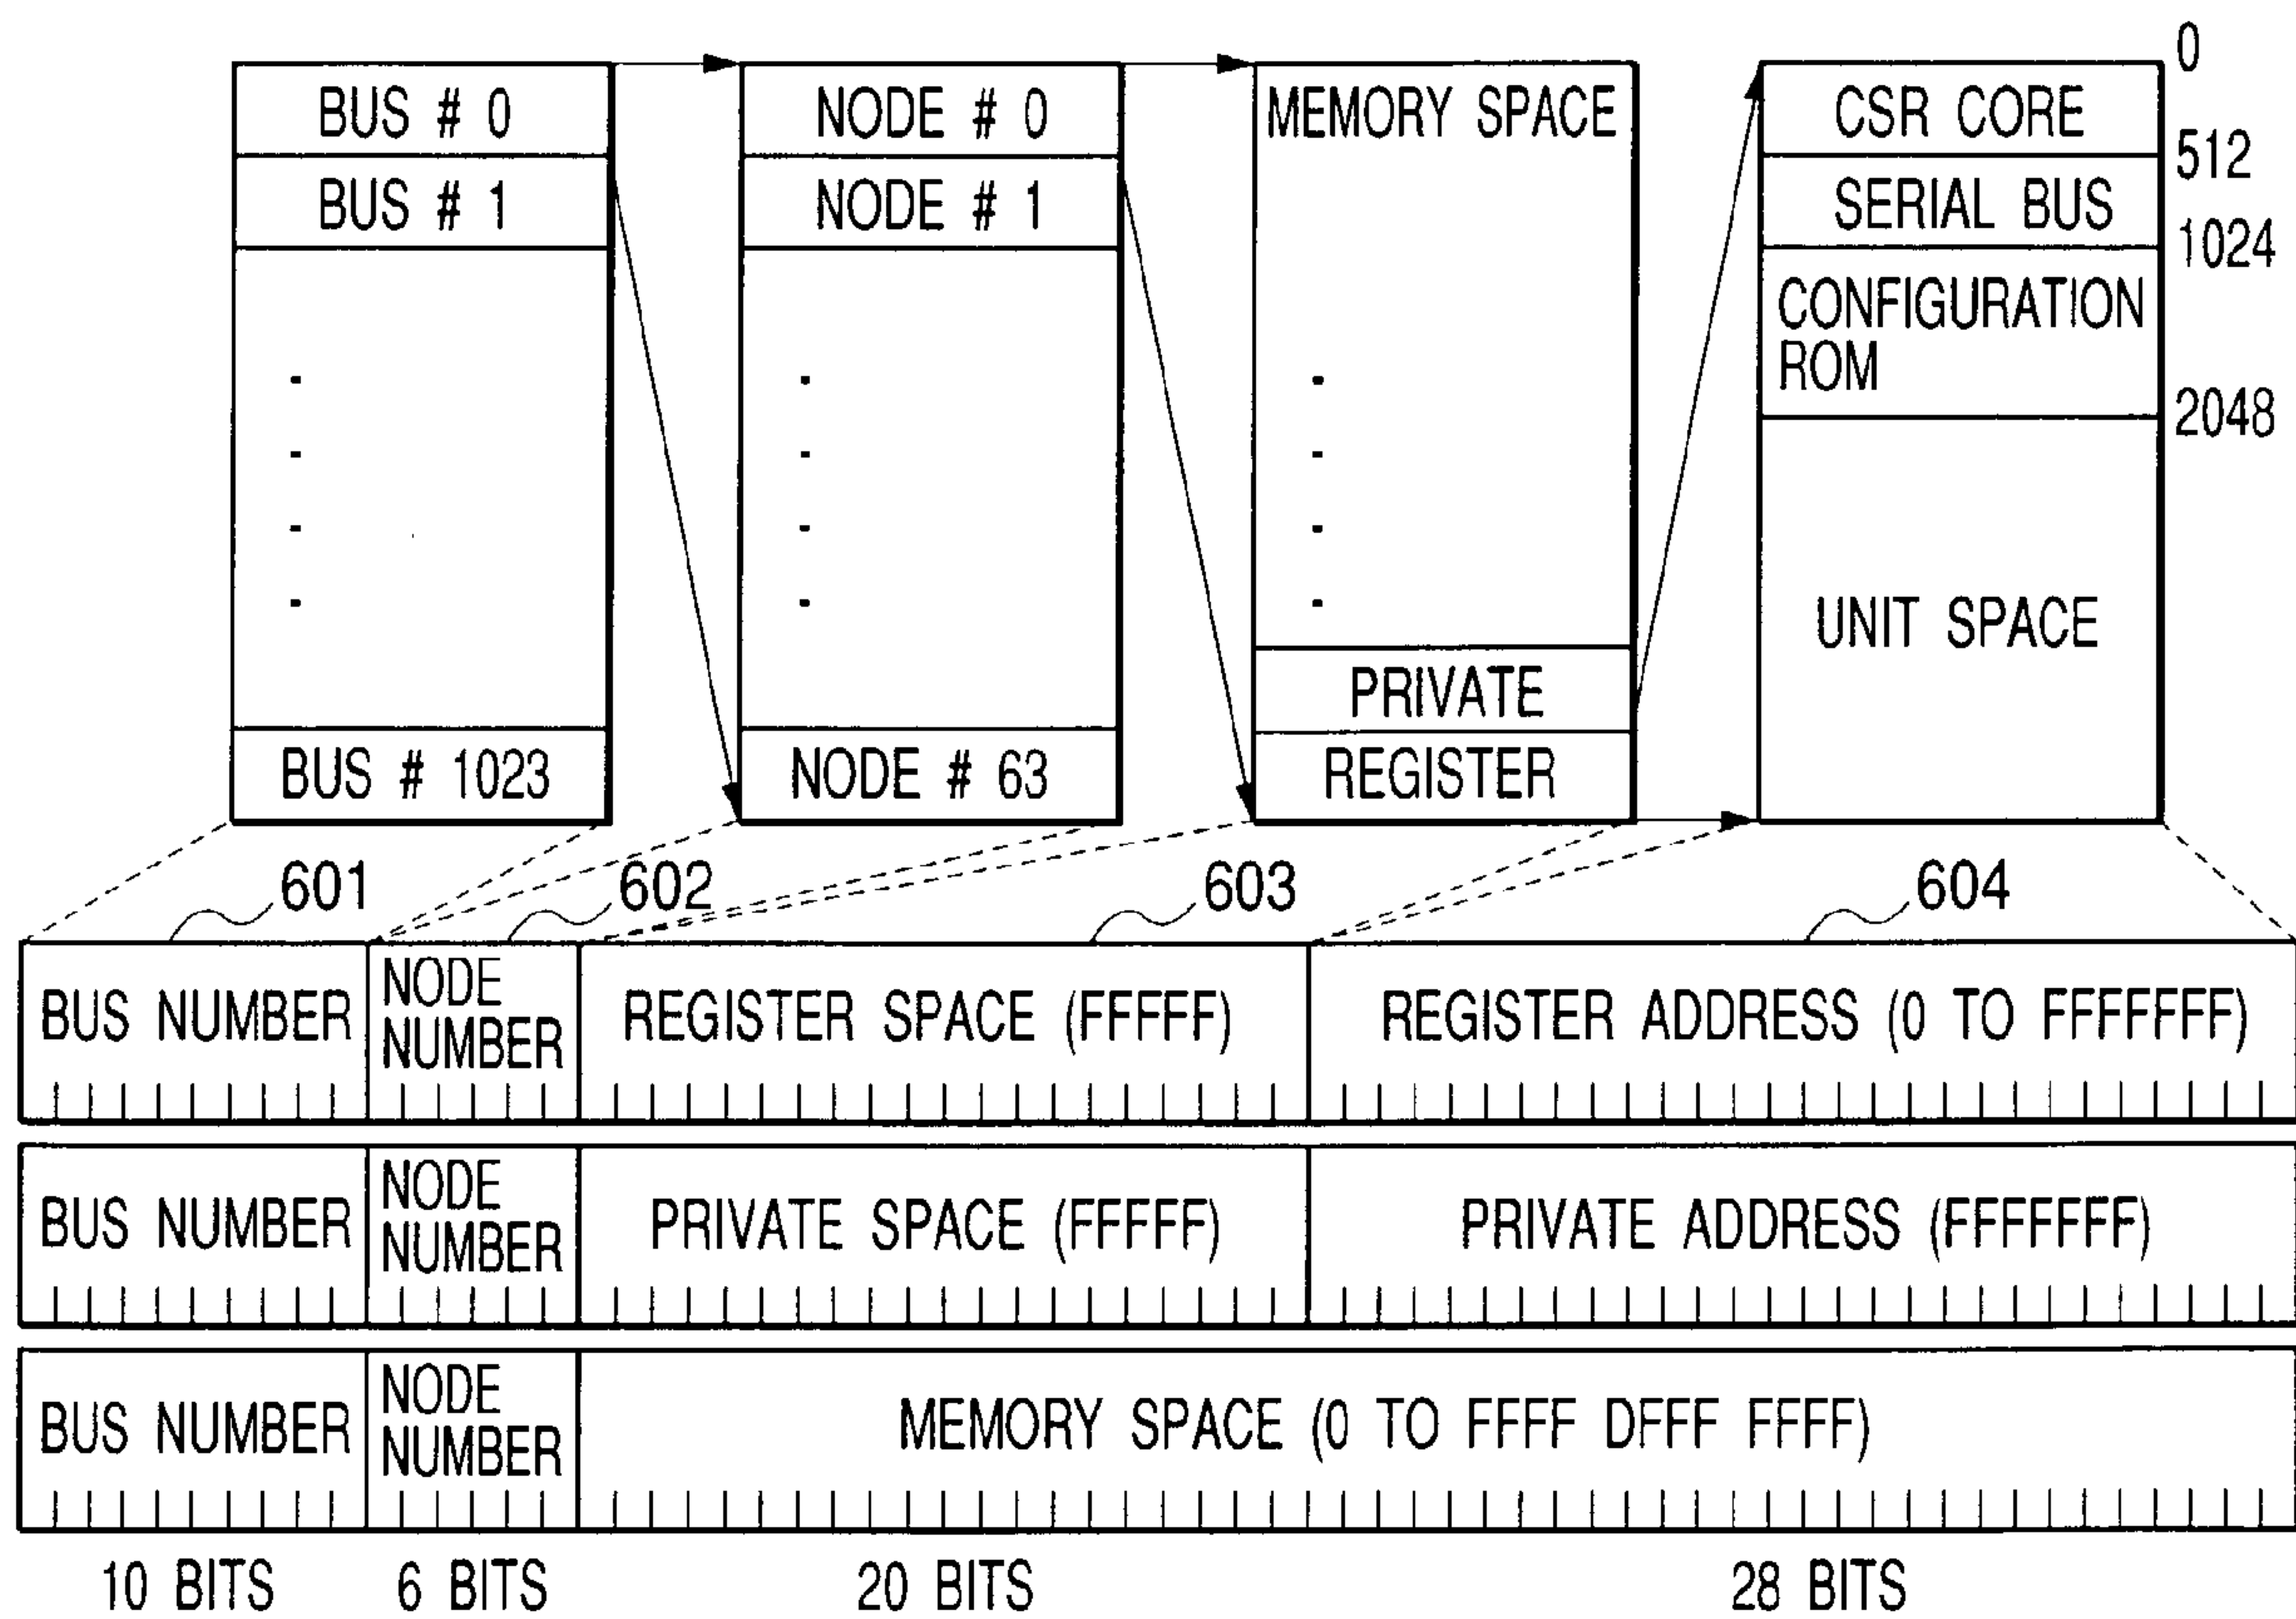 BUS # 0
BUS # 1
BUS # 1023
NODE # 0
NODE # 1
NODE # 63
MEMORY SPACE
PRIVATE
REGISTER
0
CSR CORE
512
SERIAL BUS
1024
CONFIGURATION
ROM
2048
UNIT SPACE
601
602
603
604
BUS NUMBER
NODE
NUMBER
REGISTER SPACE (FFFFF)
REGISTER ADDRESS (0 TO FFFFFFF)
BUS NUMBER
NODE
NUMBER
PRIVATE SPACE (FFFFF)
PRIVATE ADDRESS (FFFFFFF)
BUS NUMBER
NODE
NUMBER
MEMORY SPACE (0 TO FFFF DFFF FFFF)
10 BITS
6 BITS
20 BITS
28 BITS